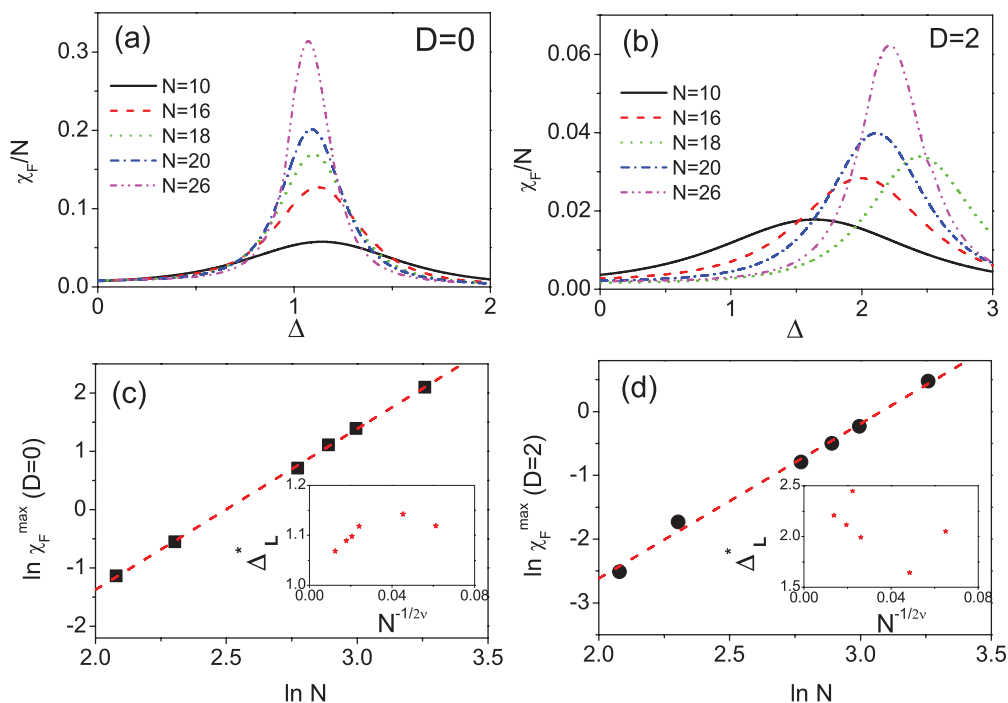 (a)
D=0
N=10
N=16
N=18
N=20
N=26
χF/N
0.3
0.2
0.1
0.0
0
1
2
Δ
(b)
D=2
N=10
N=16
N=18
N=20
N=26
χF/N
0.06
0.04
0.02
0.00
0
1
2
3
Δ
(c)
ln χF^max (D=0)
2
1
0
-1
-2
2.0
2.5
3.0
3.5
ln N
Δ*L
1.2
1.1
1.0
0.00
0.04
0.08
N^-1/2ν
(d)
ln χF^max (D=2)
0
-1
-2
-3
2.0
2.5
3.0
3.5
ln N
Δ*L
2.5
2.0
1.5
0.00
0.04
0.08
N^-1/2ν